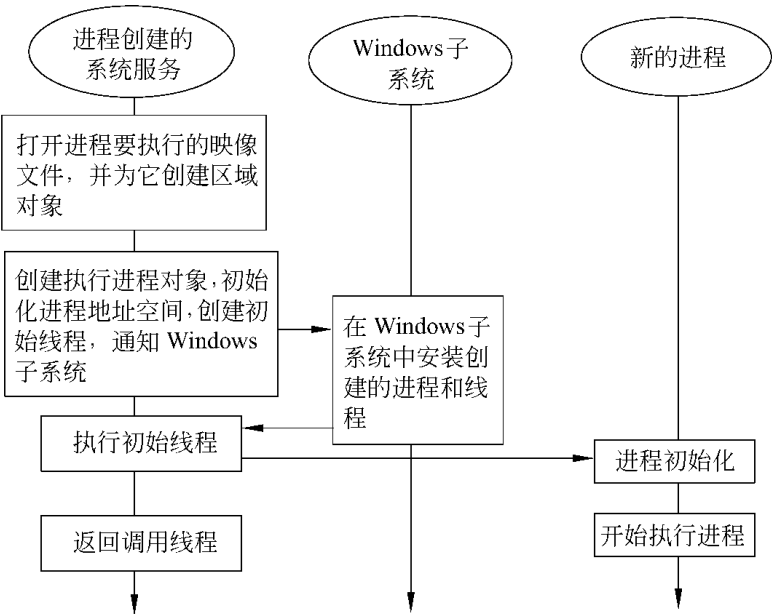 进程创建的
系统服务
Windows子
系统
新的进程
打开进程要执行的映像
文件，并为它创建区域
对象
创建执行进程对象，初始
化进程地址空间，创建初
始线程，通知 Windows
子系统
在 Windows子
系统中安装创
建的进程和线
程
执行初始线程
进程初始化
返回调用线程
开始执行进程